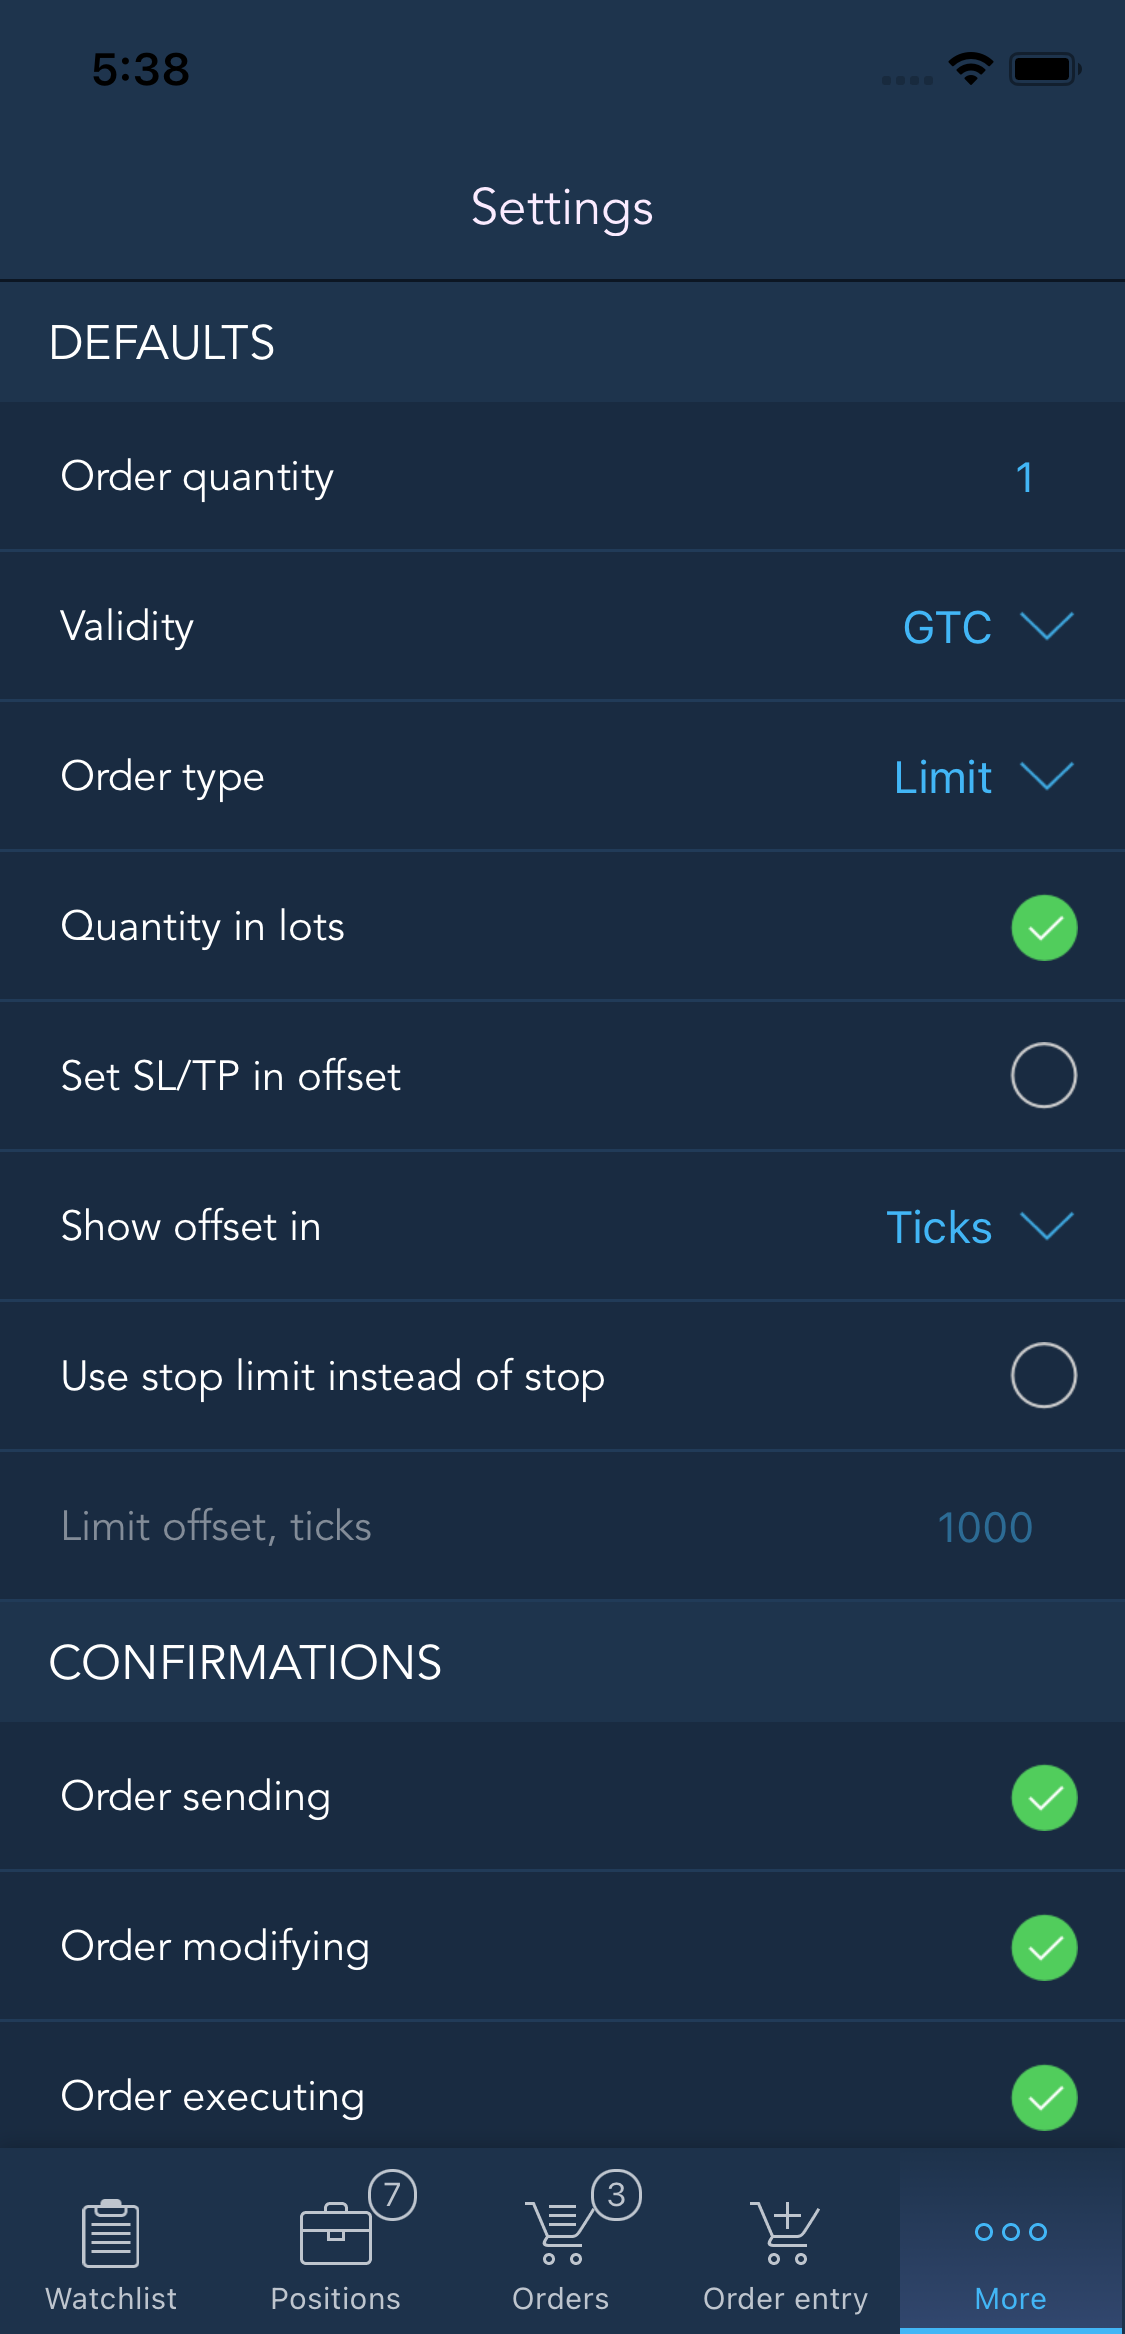 5:38
Settings
DEFAULTS
Order quantity 1
Validity GTC
Order type Limit
Quantity in lots
Set SL/TP in offset
Show offset in Ticks
Use stop limit instead of stop
Limit offset, ticks 1000
CONFIRMATIONS
Order sending
Order modifying
Order executing
7 3
Watchlist Positions Orders Order entry More